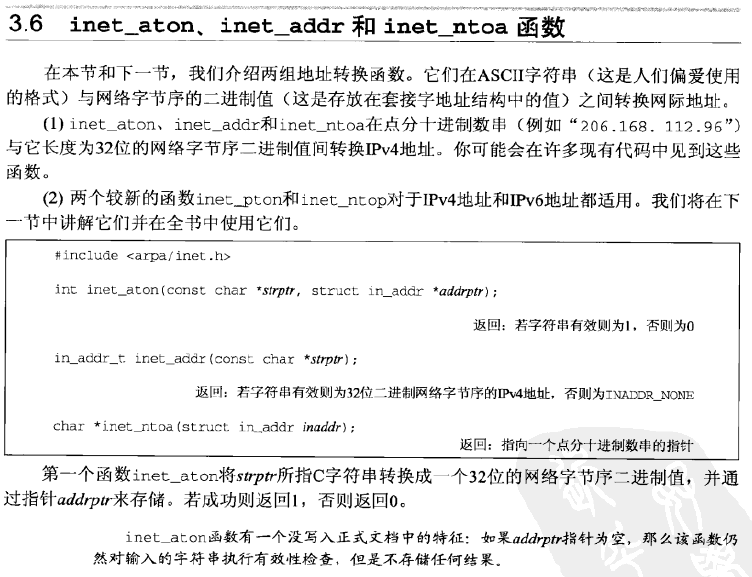 3.6 inet_aton、inet_addr 和 inet_ntoa 函数
在本节和下一节，我们介绍两组地址转换函数。它们在ASCII字符串（这是人们偏爱使用
的格式）与网络字节序的二进制值（这是存放在套接字地址结构中的值）之间转换网际地址。
(1) inet_aton、inet_addr和inet_ntoa在点分十进制数串（例如“206.168. 112.96”）
与它长度为32位的网络字节序二进制值间转换IPv4地址。你可能会在许多现有代码中见到这些
函数。
(2) 两个较新的函数inet_pton和inet_ntop对于IPv4地址和IPv6地址都适用。我们将在下
一节中讲解它们并在全书中使用它们。
#include <arpa/inet.h>
int inet_aton(const char *strptr, struct in_addr *addrptr);
返回：若字符串有效则为1，否则为0
in_addr_t inet_addr(const char *strptr);
返回：若字符串有效则为32位二进制网络字节序的IPv4地址，否则为INADDR_NONE
char *inet_ntoa(struct in_addr inaddr);
返回：指向一个点分十进制数串的指针
第一个函数inet_aton将strptr所指C字符串转换成一个32位的网络字节序二进制值，并通
过指针addrptr来存储。若成功则返回1，否则返回0。
inet_aton函数有一个没写入正式文档中的特征：如果addrptr指针为空，那么该函数仍
然对输入的字符串执行有效性检查，但是不存储任何结果。